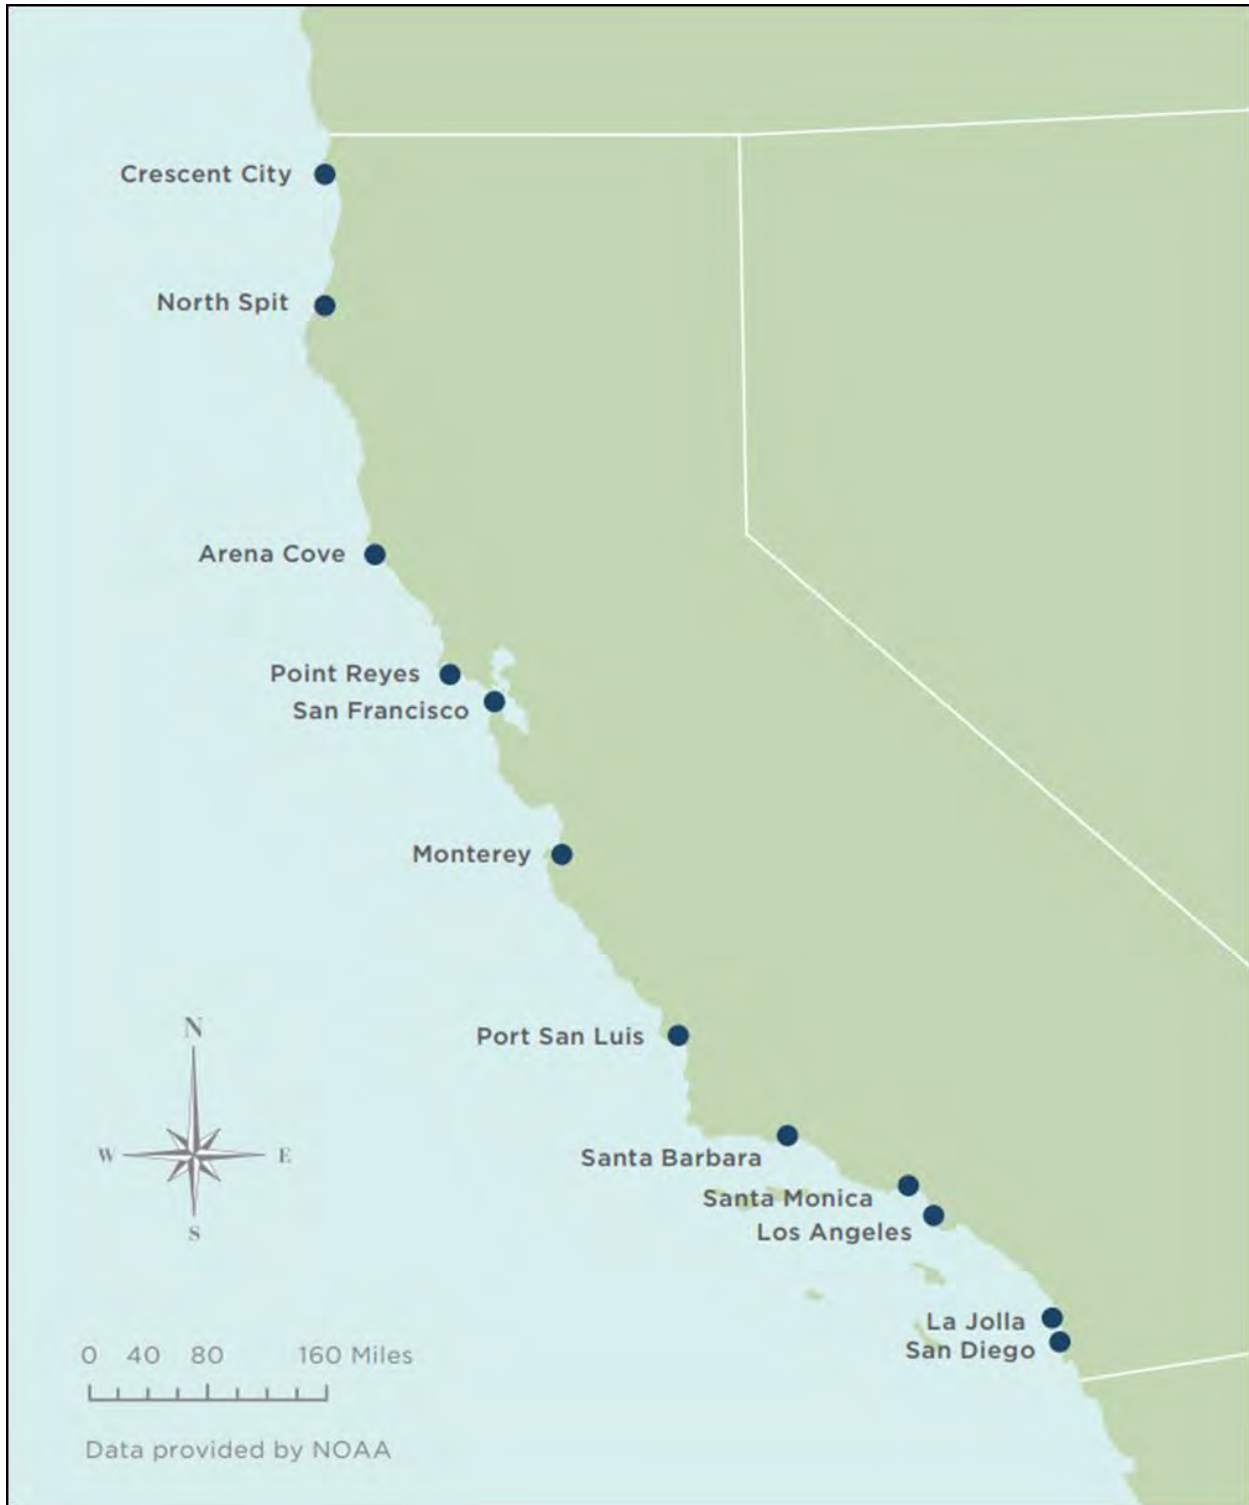 Crescent City
North Spit
Arena Cove
Point Reyes
San Francisco
Monterey
Port San Luis
N
W E
S
Santa Barbara
Santa Monica
Los Angeles
La Jolla
San Diego
0 40 80 160 Miles
Data provided by NOAA